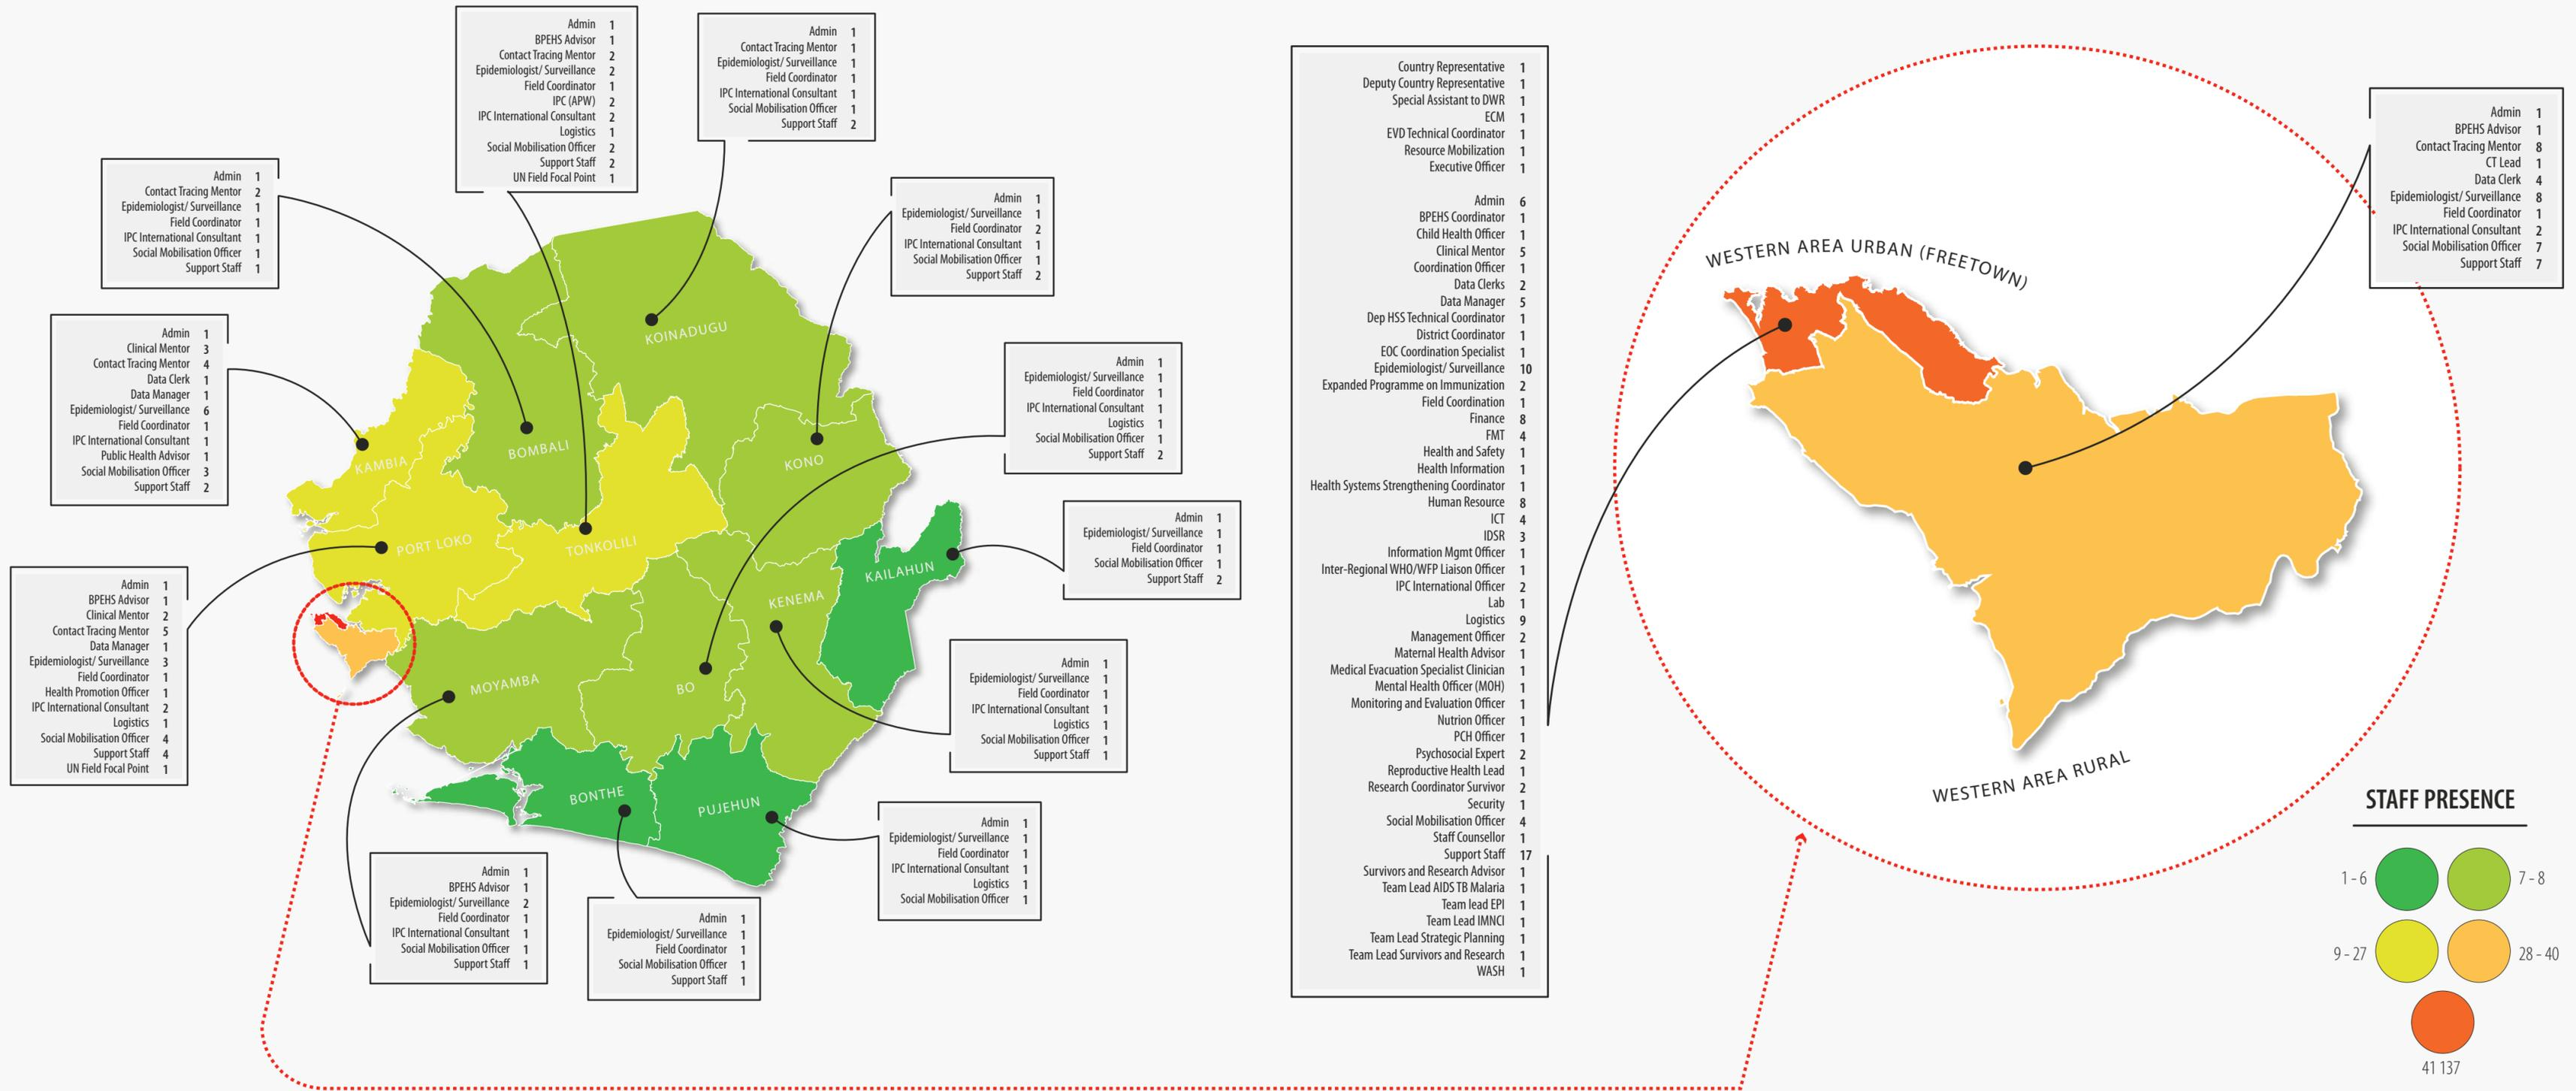 Admin 1
BPEHS Advisor 1
Contact Tracing Mentor 2
Epidemiologist/ Surveillance 2
Field Coordinator 1
IPC (APW) 2
IPC International Consultant 2
Logistics 1
Social Mobilisation Officer 2
Support Staff 2
UN Field Focal Point 1
Admin 1
Contact Tracing Mentor 1
Epidemiologist/ Surveillance 1
Field Coordinator 1
IPC International Consultant 1
Social Mobilisation Officer 1
Support Staff 2
Admin 1
Contact Tracing Mentor 2
Epidemiologist/ Surveillance 1
Field Coordinator 1
IPC International Consultant 1
Social Mobilisation Officer 1
Support Staff 1
Admin 1
Epidemiologist/ Surveillance 1
Field Coordinator 2
IPC International Consultant 1
Social Mobilisation Officer 1
Support Staff 2
Admin 1
Clinical Mentor 3
Contact Tracing Mentor 4
Data Clerk 1
Data Manager 1
Epidemiologist/ Surveillance 6
Field Coordinator 1
IPC International Consultant 1
Public Health Advisor 1
Social Mobilisation Officer 3
Support Staff 2
Admin 1
Epidemiologist/ Surveillance 1
Field Coordinator 1
IPC International Consultant 1
Logistics 1
Social Mobilisation Officer 1
Support Staff 2
Admin 1
Epidemiologist/ Surveillance 1
Field Coordinator 1
Social Mobilisation Officer 1
Support Staff 2
Admin 1
BPEHS Advisor 1
Clinical Mentor 2
Contact Tracing Mentor 5
Data Manager 1
Epidemiologist/ Surveillance 3
Field Coordinator 1
Health Promotion Officer 1
IPC International Consultant 2
Logistics 1
Social Mobilisation Officer 4
Support Staff 4
UN Field Focal Point 1
Admin 1
Epidemiologist/ Surveillance 1
Field Coordinator 1
IPC International Consultant 1
Logistics 1
Social Mobilisation Officer 1
Support Staff 1
Admin 1
Epidemiologist/ Surveillance 1
Field Coordinator 1
IPC International Consultant 1
Logistics 1
Social Mobilisation Officer 1
Admin 1
BPEHS Advisor 1
Epidemiologist/ Surveillance 2
Field Coordinator 1
IPC International Consultant 1
Social Mobilisation Officer 1
Support Staff 1
Admin 1
Epidemiologist/ Surveillance 1
Field Coordinator 1
Social Mobilisation Officer 1
Support Staff 1
KOINADUGU
BOMBALI
KAMBIA
KONO
PORT LOKO
TONKOLILI
KAILAHUN
KENEMA
MOYAMBA
BO
BONTHE
PUJEHUN
Country Representative 1
Deputy Country Representative 1
Special Assistant to DWR 1
ECM 1
EVD Technical Coordinator 1
Resource Mobilization 1
Executive Officer 1
Admin 6
BPEHS Coordinator 1
Child Health Officer 1
Clinical Mentor 5
Coordination Officer 1
Data Clerks 2
Data Manager 5
Dep HSS Technical Coordinator 1
District Coordinator 1
EOC Coordination Specialist 1
Epidemiologist/ Surveillance 10
Expanded Programme on Immunization 2
Field Coordination 1
Finance 8
FMT 4
Health and Safety 1
Health Information 1
Health Systems Strengthening Coordinator 1
Human Resource 8
ICT 4
IDSR 3
Information Mgmt Officer 1
Inter-Regional WHO/WFP Liaison Officer 1
IPC International Officer 2
Lab 1
Logistics 9
Management Officer 2
Maternal Health Advisor 1
Medical Evacuation Specialist Clinician 1
Mental Health Officer (MOH) 1
Monitoring and Evaluation Officer 1
Nutrion Officer 1
PCH Officer 1
Psychosocial Expert 2
Reproductive Health Lead 1
Research Coordinator Survivor 2
Security 1
Social Mobilisation Officer 4
Staff Counsellor 1
Support Staff 17
Survivors and Research Advisor 1
Team Lead AIDS TB Malaria 1
Team lead EPI 1
Team Lead IMNCI 1
Team Lead Strategic Planning 1
Team Lead Survivors and Research 1
WASH 1
Admin 1
BPEHS Advisor 1
Contact Tracing Mentor 8
CT Lead 1
Data Clerk 4
Epidemiologist/ Surveillance 8
Field Coordinator 1
IPC International Consultant 2
Social Mobilisation Officer 7
Support Staff 7
WESTERN AREA URBAN (FREETOWN)
WESTERN AREA RURAL
STAFF PRESENCE
1 - 6
7 - 8
9 - 27
28 - 40
41 137